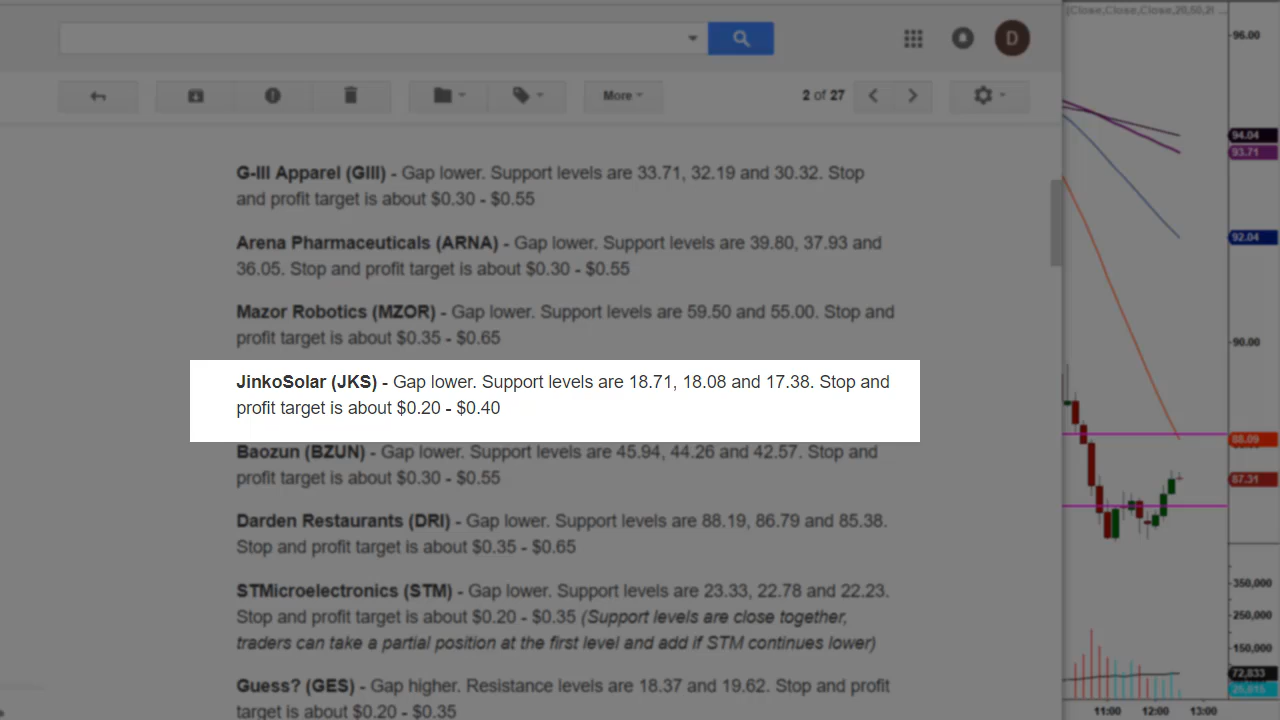 [Close,Close,Close,20,50,20 ...
D
More
2 of 27
G-III Apparel (GIII) - Gap lower. Support levels are 33.71, 32.19 and 30.32. Stop
and profit target is about $0.30 - $0.55
Arena Pharmaceuticals (ARNA) - Gap lower. Support levels are 39.80, 37.93 and
36.05. Stop and profit target is about $0.30 - $0.55
Mazor Robotics (MZOR) - Gap lower. Support levels are 59.50 and 55.00. Stop and
profit target is about $0.35 - $0.65
JinkoSolar (JKS) - Gap lower. Support levels are 18.71, 18.08 and 17.38. Stop and
profit target is about $0.20 - $0.40
Baozun (BZUN) - Gap lower. Support levels are 45.94, 44.26 and 42.57. Stop and
profit target is about $0.30 - $0.55
Darden Restaurants (DRI) - Gap lower. Support levels are 88.19, 86.79 and 85.38.
Stop and profit target is about $0.35 - $0.65
STMicroelectronics (STM) - Gap lower. Support levels are 23.33, 22.78 and 22.23.
Stop and profit target is about $0.20 - $0.35 (Support levels are close together,
traders can take a partial position at the first level and add if STM continues lower)
Guess? (GES) - Gap higher. Resistance levels are 18.37 and 19.62. Stop and profit
target is about $0.20 - $0.35
96.00
94.04
93.71
92.04
90.00
88.09
87.31
350,000
250,000
150,000
72,833
11:00 12:00 13:00